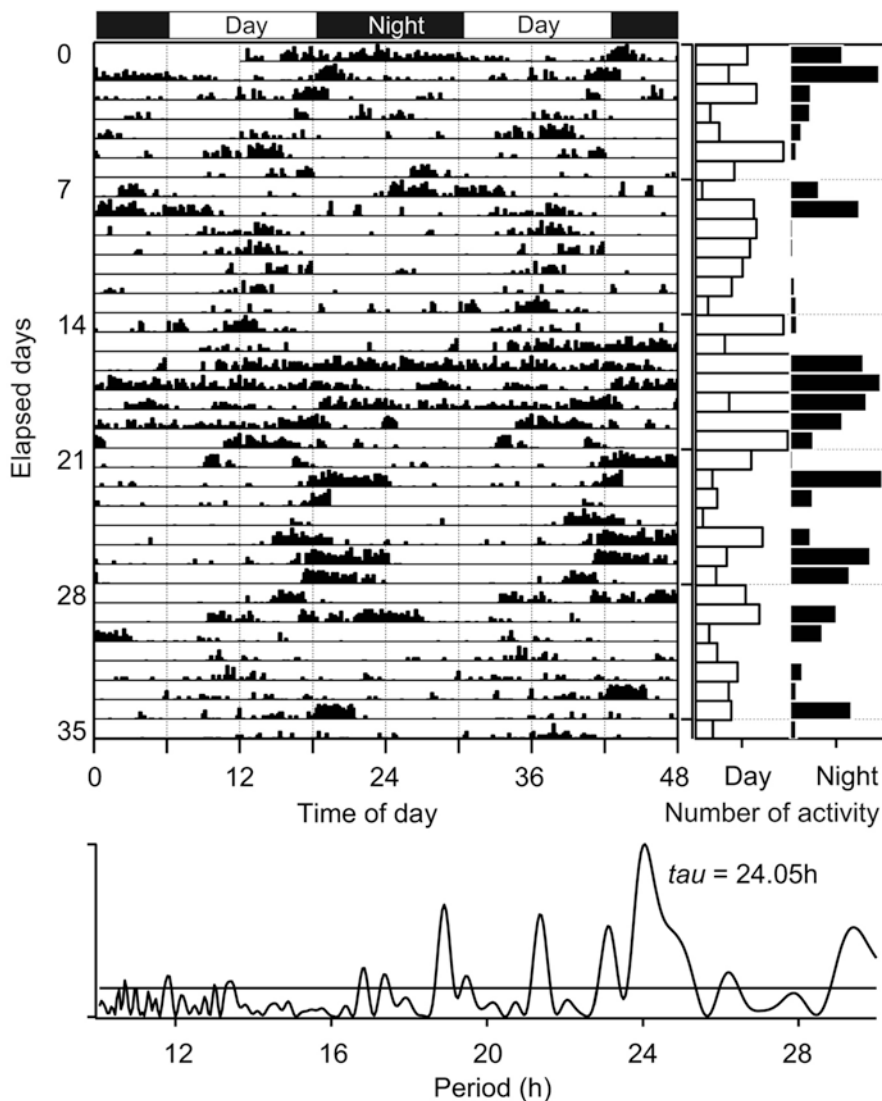 Day Night Day
0
7
14
21
28
35
Elapsed days
0 12 24 36 48
Time of day
Day Night
Number of activity
tau = 24.05h
12 16 20 24 28
Period (h)